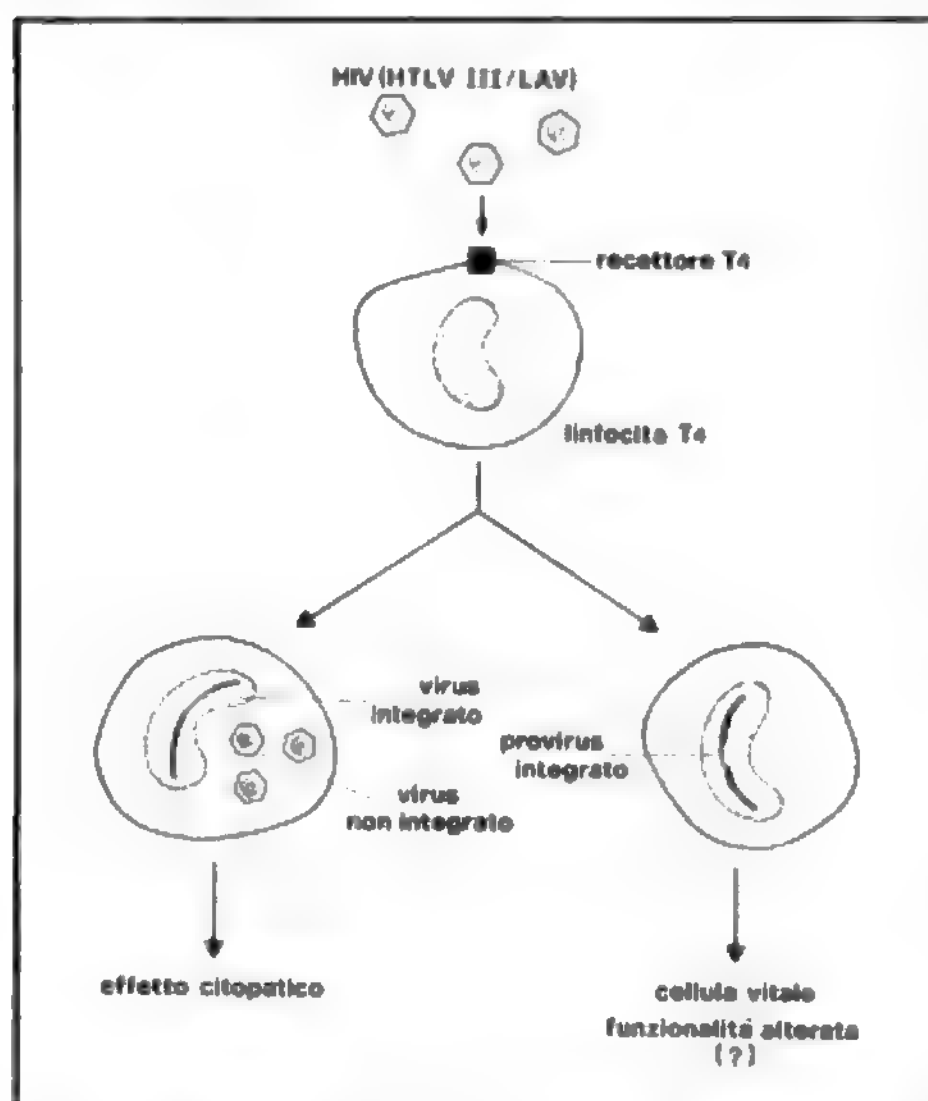 HIV (HTLV III/LAV)
recettore T4
linfocita T4
virus
integrato
provirus
integrato
virus
non integrato
effetto citopatico
cellula vitale
funzionalità alterata
(?)